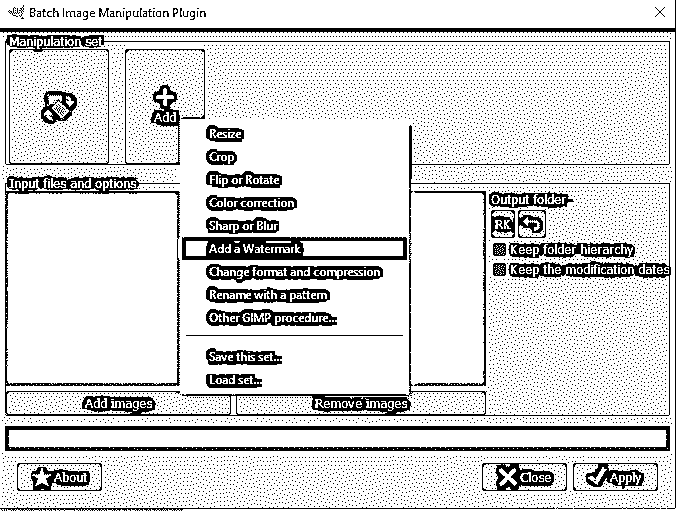 Batch Image Manipulation Plugin
Manipulation set
Add
Resize
Crop
Flip or Rotate
Color correction
Sharp or Blur
Add a Watermark
Change format and compression
Rename with a pattern
Other GIMP procedure...
Save this set...
Load set...
Input files and options
Output folder
RK
Keep folder hierarchy
Keep the modification dates
Add images
Remove images
About
Close
Apply